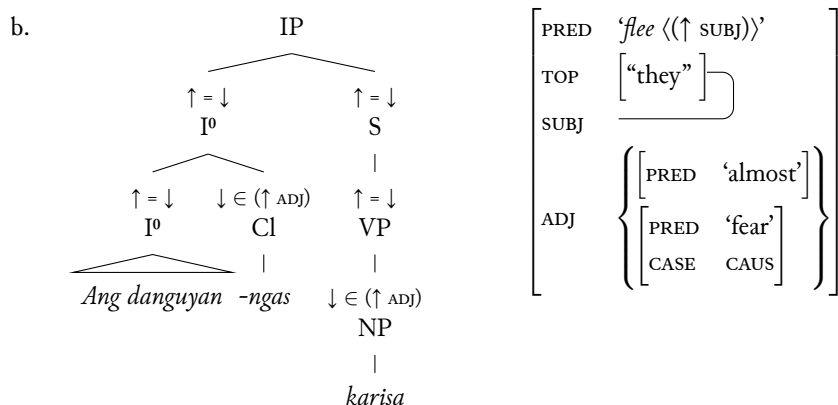 b.
IP
↑ = ↓ ↑ = ↓
I⁰ S
↑ = ↓ ↓ ∈ (↑ ADJ) ↑ = ↓
I⁰ Cl VP
Ang danguyan -ngas ↓ ∈ (↑ ADJ)
NP
karisa
PRED ‘flee ⟨(↑ SUBJ)⟩’
TOP [“they”]
SUBJ
ADJ
PRED ‘almost’
PRED ‘fear’
CASE CAUS